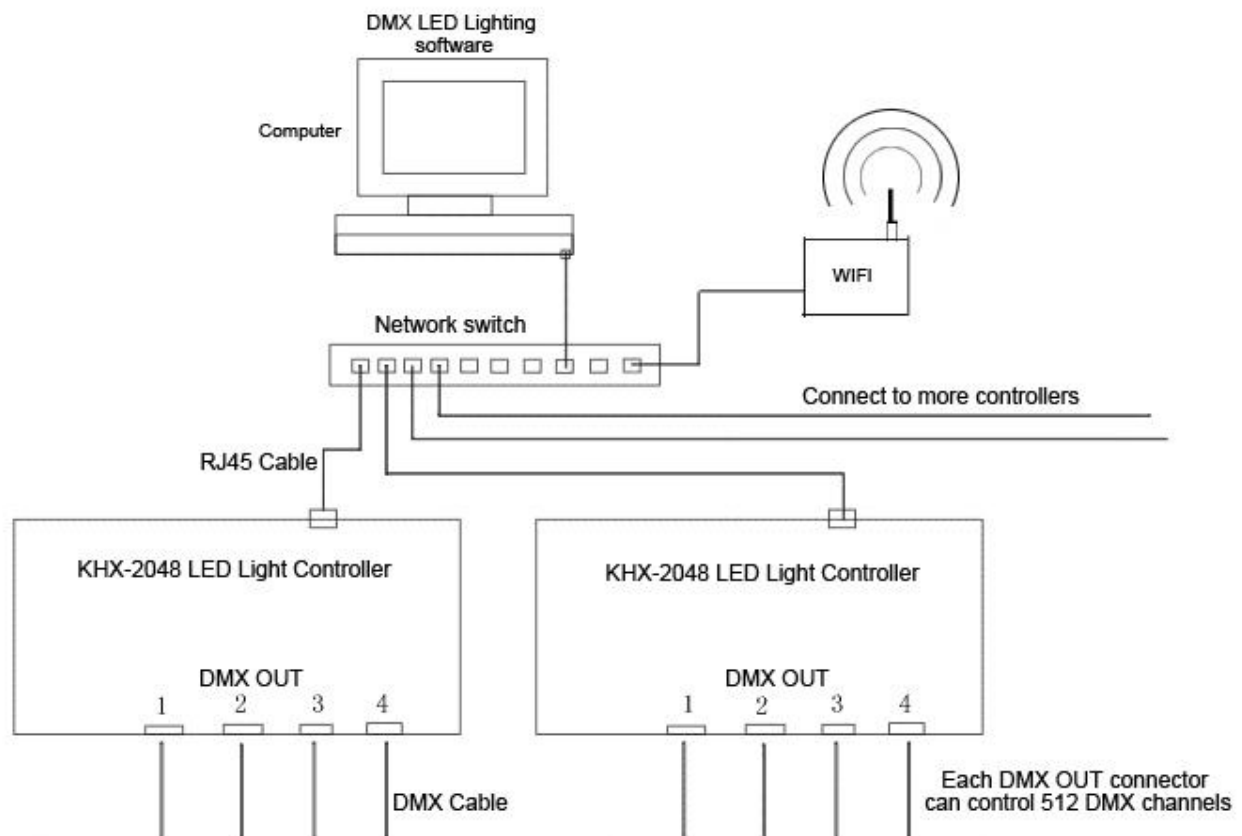 DMX LED Lighting
software
Computer
WIFI
Network switch
Connect to more controllers
RJ45 Cable
KHX-2048 LED Light Controller
KHX-2048 LED Light Controller
DMX OUT
DMX OUT
1 2 3 4
1 2 3 4
DMX Cable
Each DMX OUT connector
can control 512 DMX channels